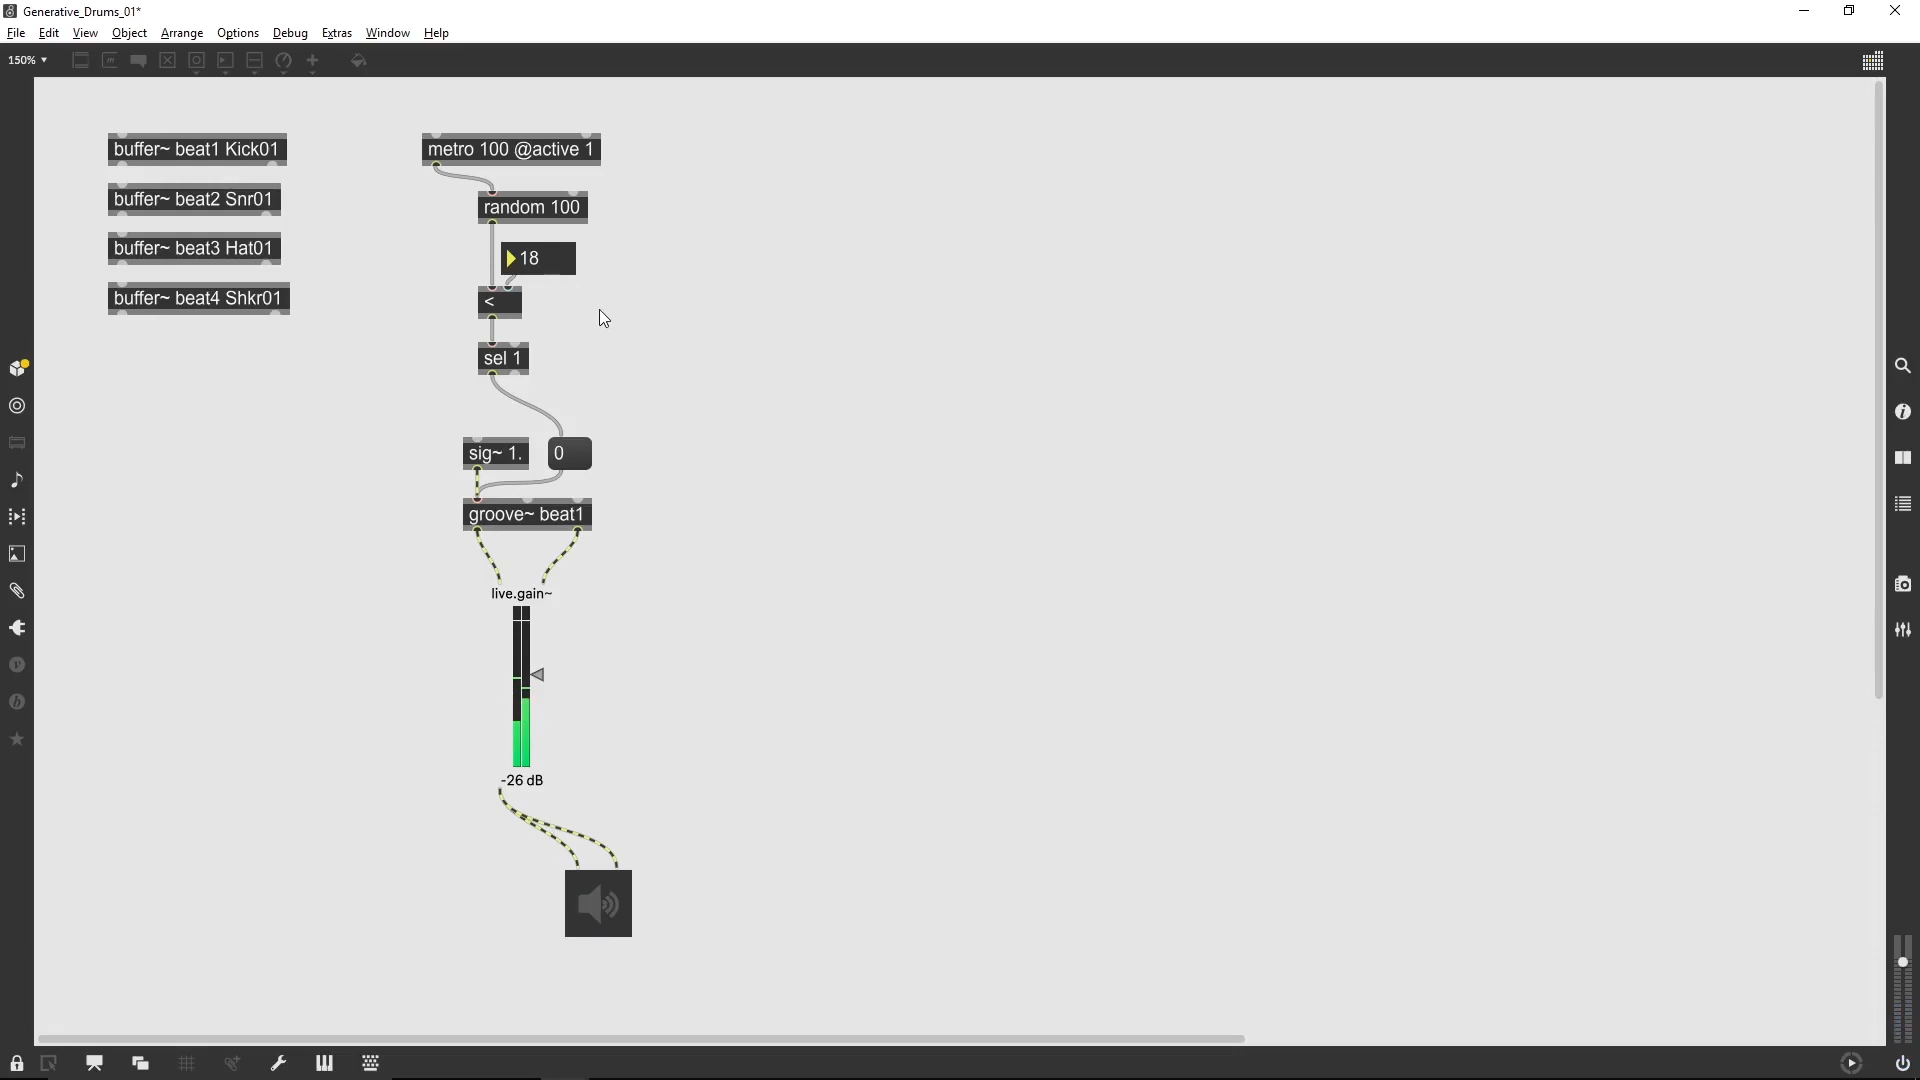 Generative_Drums_01*
File Edit View Object Arrange Options Debug Extras Window Help
150%
buffer~ beat1 Kick01
buffer~ beat2 Snr01
buffer~ beat3 Hat01
buffer~ beat4 Shkr01
metro 100 @active 1
random 100
18
<
sel 1
sig~ 1.
0
groove~ beat1
live.gain~
-26 dB